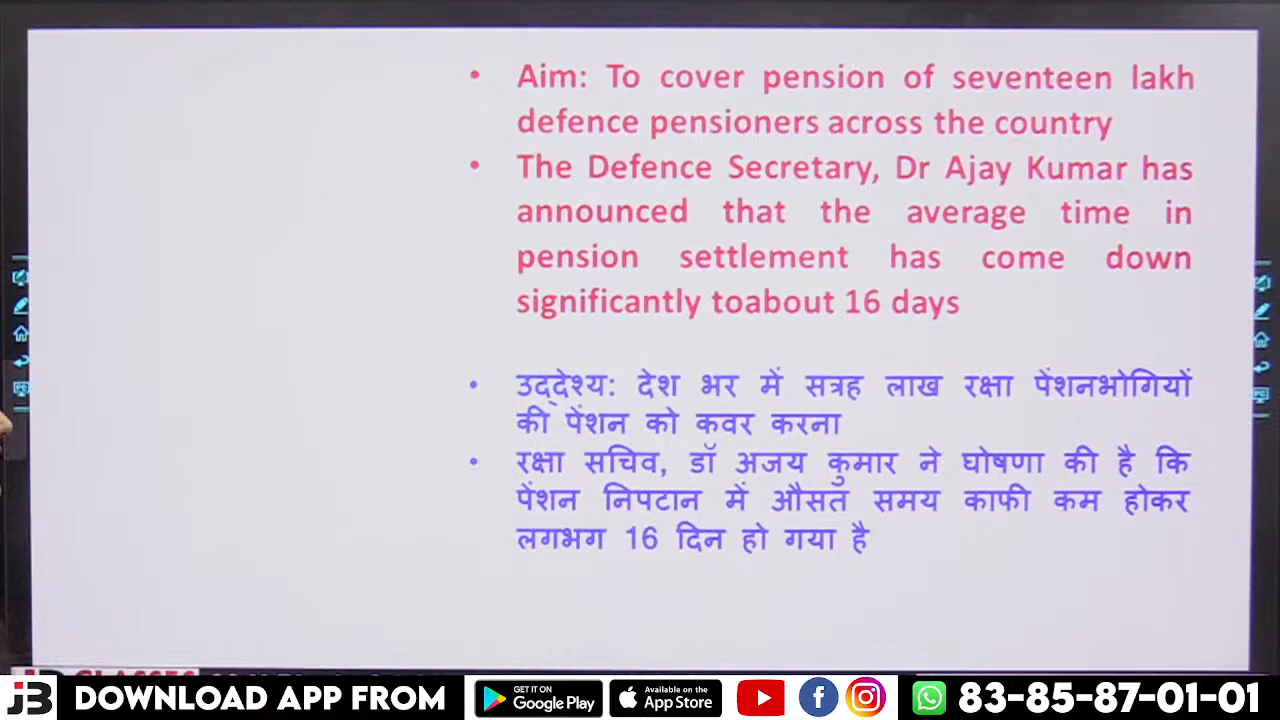 • Aim: To cover pension of seventeen lakh
defence pensioners across the country
• The Defence Secretary, Dr Ajay Kumar has
announced that the average time in
pension settlement has come down
significantly toabout 16 days
• उद्देश्य: देश भर में सत्रह लाख रक्षा पेंशनभोगियों
की पेंशन को कवर करना
• रक्षा सचिव, डॉ अजय कुमार ने घोषणा की है कि
पेंशन निपटान में औसत समय काफी कम होकर
लगभग 16 दिन हो गया है
JB DOWNLOAD APP FROM GET IT ON Google Play Available on the App Store 83-85-87-01-01